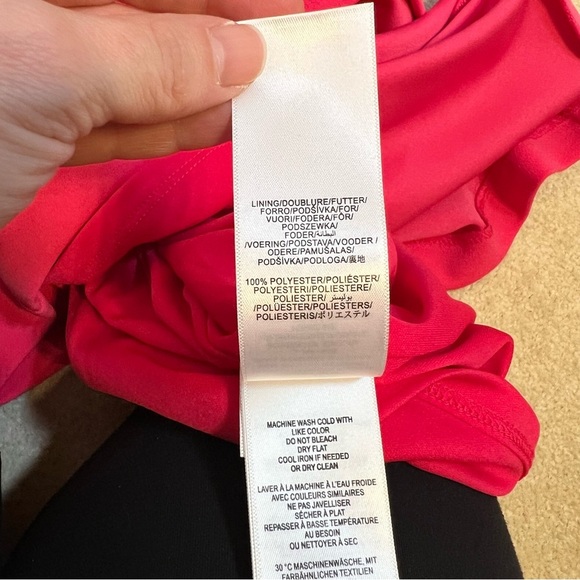 LINING/DOUBLURE/FUTTER/
FORRO/PODŠÍVKA/FOR/
VUORI/FODERA/FÔR/
PODSZEWKA/
FODER/البطانة/
/VOERING/PODSTAVA/VOODER /
ODERE/PAMUŠALAS/
PODŠÍVKA/PODLOGA/裏地
100% POLYESTER/POLIÉSTER/
POLYESTERI/POLIESTERE/
POLIESTER/ بوليستر/
/POLÜESTER/POLIESTERS/
POLIESTERIS/ポリエステル
MACHINE WASH COLD WITH
LIKE COLOR
DO NOT BLEACH
DRY FLAT
COOL IRON IF NEEDED
OR DRY CLEAN
LAVER À LA MACHINE À L'EAU FROIDE
AVEC COULEURS SIMILAIRES
NE PAS JAVELLISER
SÉCHER À PLAT
REPASSER À BASSE TEMPÉRATURE
AU BESOIN
OU NETTOYER À SEC
30 °C MASCHINENWÄSCHE, MIT
FARBÄHNLICHEN TEXTILIEN